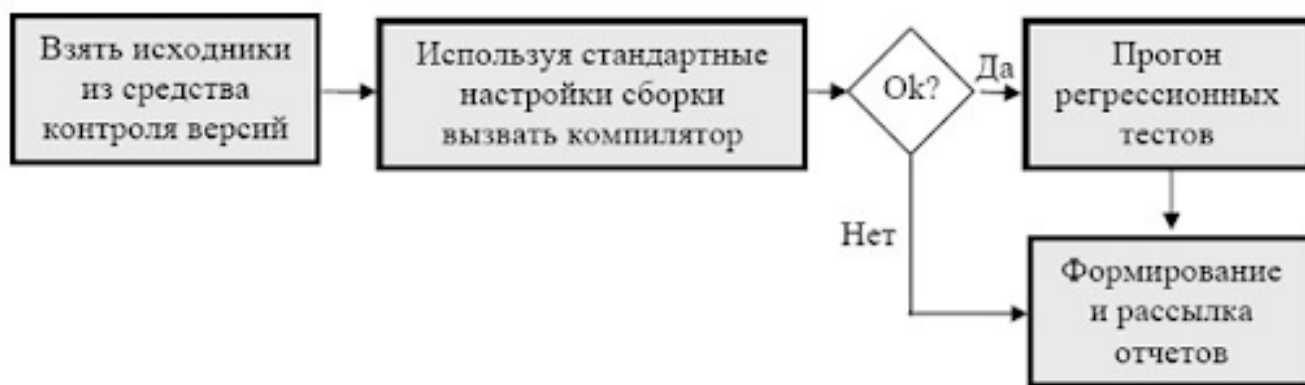 Взять исходники
из средства
контроля версий
Используя стандартные
настройки сборки
вызвать компилятор
Ok?
Да
Прогон
регрессионных
тестов
Нет
Формирование
и рассылка
отчетов